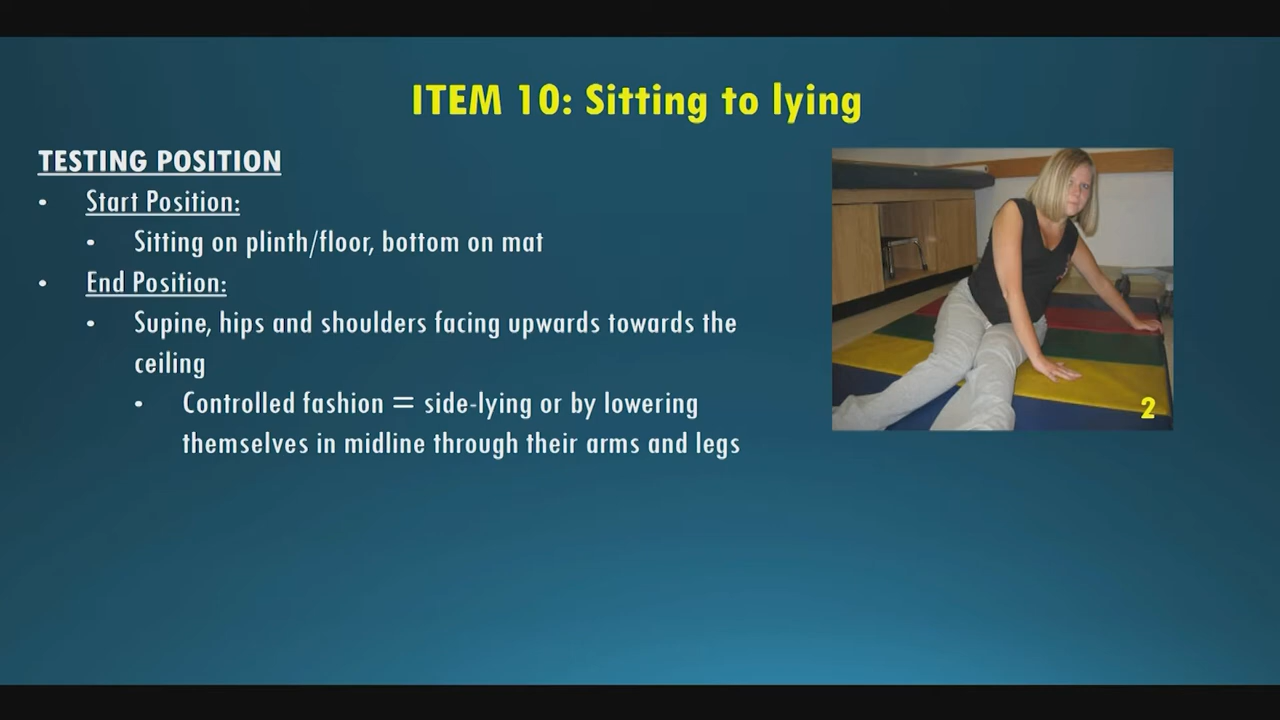 ITEM 10: Sitting to lying
TESTING POSITION
• Start Position:
• Sitting on plinth/floor, bottom on mat
• End Position:
• Supine, hips and shoulders facing upwards towards the
ceiling
• Controlled fashion = side-lying or by lowering
themselves in midline through their arms and legs
2